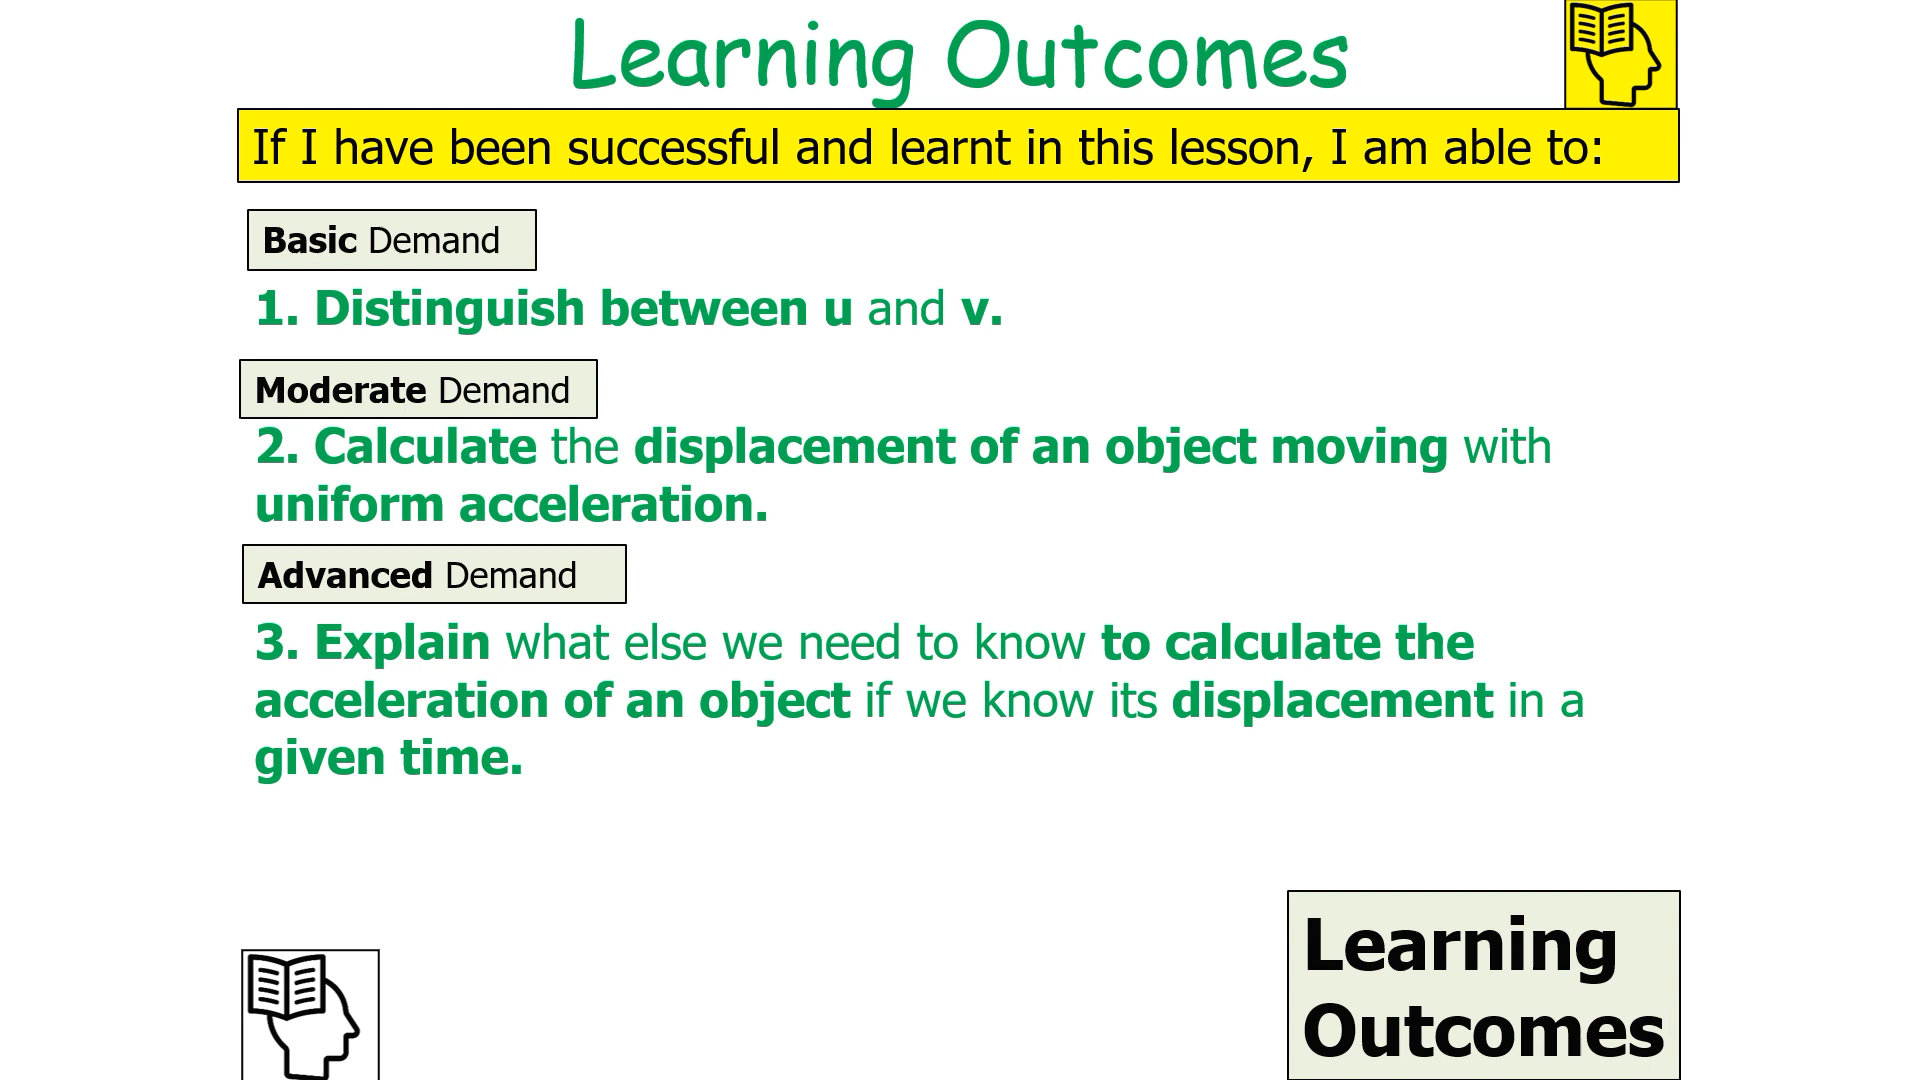 Learning Outcomes
If I have been successful and learnt in this lesson, I am able to:
Basic Demand
1. Distinguish between u and v.
Moderate Demand
2. Calculate the displacement of an object moving with
uniform acceleration.
Advanced Demand
3. Explain what else we need to know to calculate the
acceleration of an object if we know its displacement in a
given time.
Learning
Outcomes